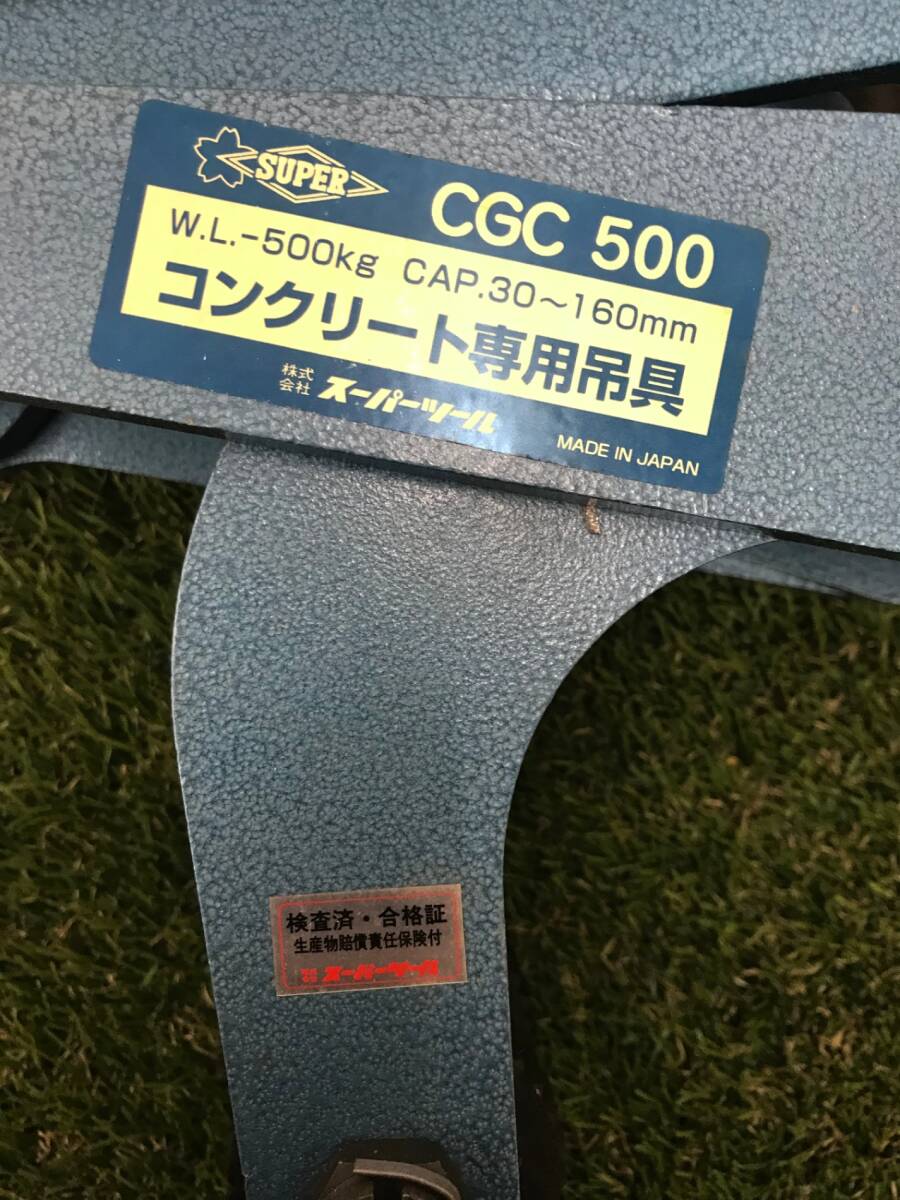 SUPER
CGC 500
W.L.-500kg CAP.30～160mm
コンクリート専用吊具
株式
会社 スーパーツール
MADE IN JAPAN
検査済・合格証
生産物賠償責任保険付
スーパーツール